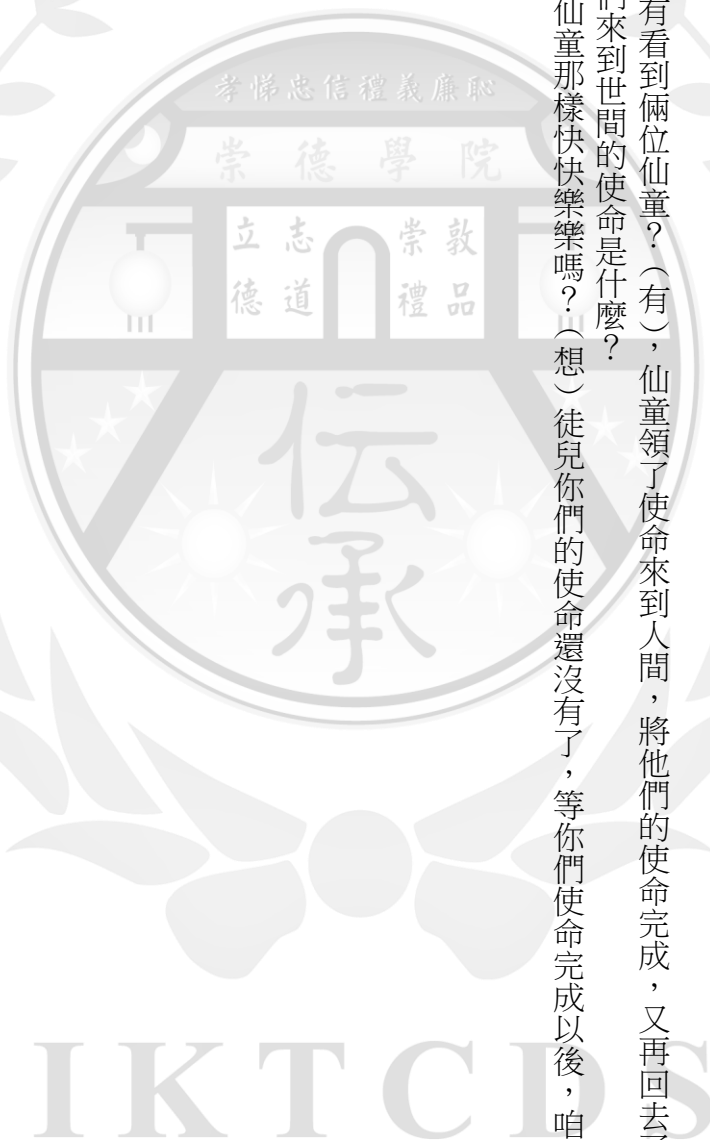 有看到倆位仙童？（有），仙童領了使命來到人間，將他們的使命完成，又再回去
們來到世間的使命是什麼？
仙童那樣快快樂樂嗎？（想）徒兒你們的使命還沒有了，等你們使命完成以後，咱
孝悌忠信禮義廉恥
崇德學院
立志 崇敦
德道 禮品
伝承
IKTCDS